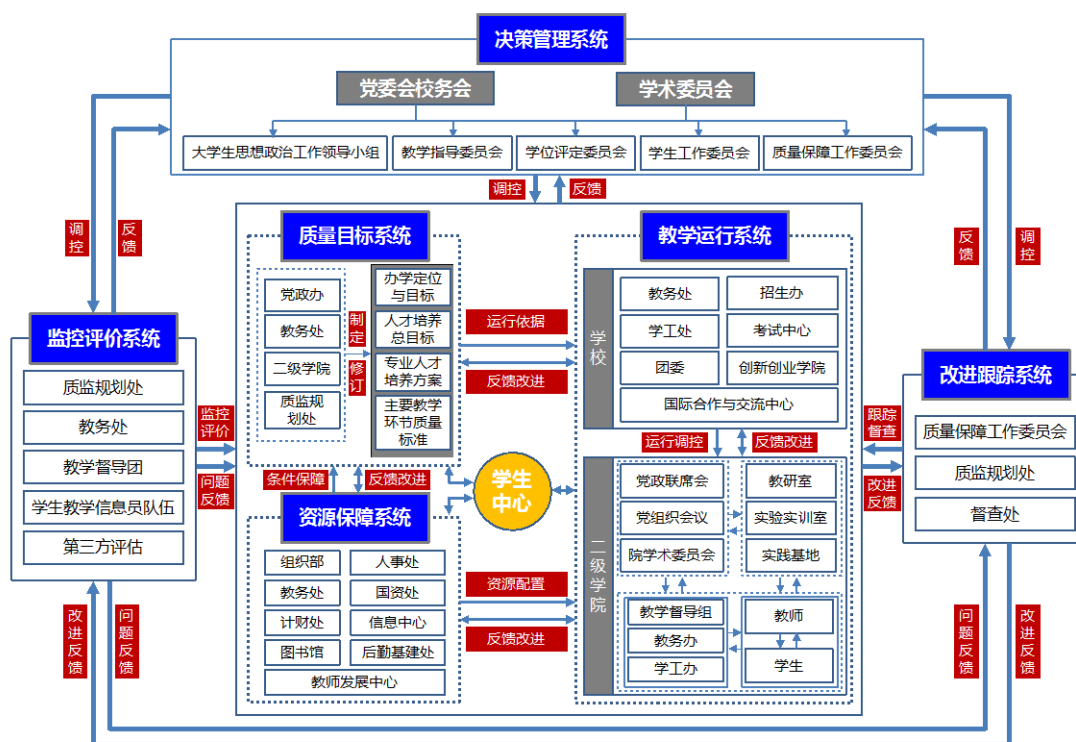 决策管理系统
党委会校务会
学术委员会
大学生思想政治工作领导小组
教学指导委员会
学位评定委员会
学生工作委员会
质量保障工作委员会
调控
反馈
调
控
反
馈
反
馈
调
控
质量目标系统
党政办
教务处
二级学院
质监规
划处
制
定
修
订
办学定位
与目标
人才培养
总目标
专业人才
培养方案
主要教学
环节质量
标准
运行依据
反馈改进
教学运行系统
学
校
教务处
招生办
学工处
考试中心
团委
创新创业学院
国际合作与交流中心
运行调控
反馈改进
二
级
学
院
党政联席会
党组织会议
院学术委员会
教研室
实验实训室
实践基地
教学督导组
教务办
学工办
教师
学生
监控评价系统
质监规划处
教务处
教学督导团
学生教学信息员队伍
第三方评估
监控
评价
问题
反馈
条件保障
反馈改进
学生
中心
资源保障系统
组织部
人事处
教务处
国资处
计财处
信息中心
图书馆
后勤基建处
教师发展中心
资源配置
反馈改进
改进跟踪系统
质量保障工作委员会
质监规划处
督查处
跟踪
督查
改进
反馈
改
进
反
馈
问
题
反
馈
问
题
反
馈
改
进
反
馈